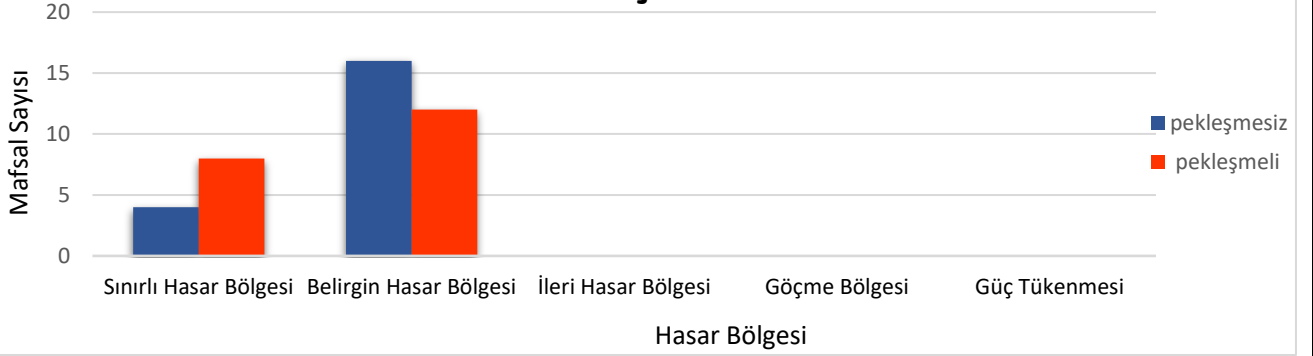 20
15
10
5
0
Mafsal Sayısı
Sınırlı Hasar Bölgesi
Belirgin Hasar Bölgesi
İleri Hasar Bölgesi
Göçme Bölgesi
Güç Tükenmesi
Hasar Bölgesi
pekleşmesiz
pekleşmeli